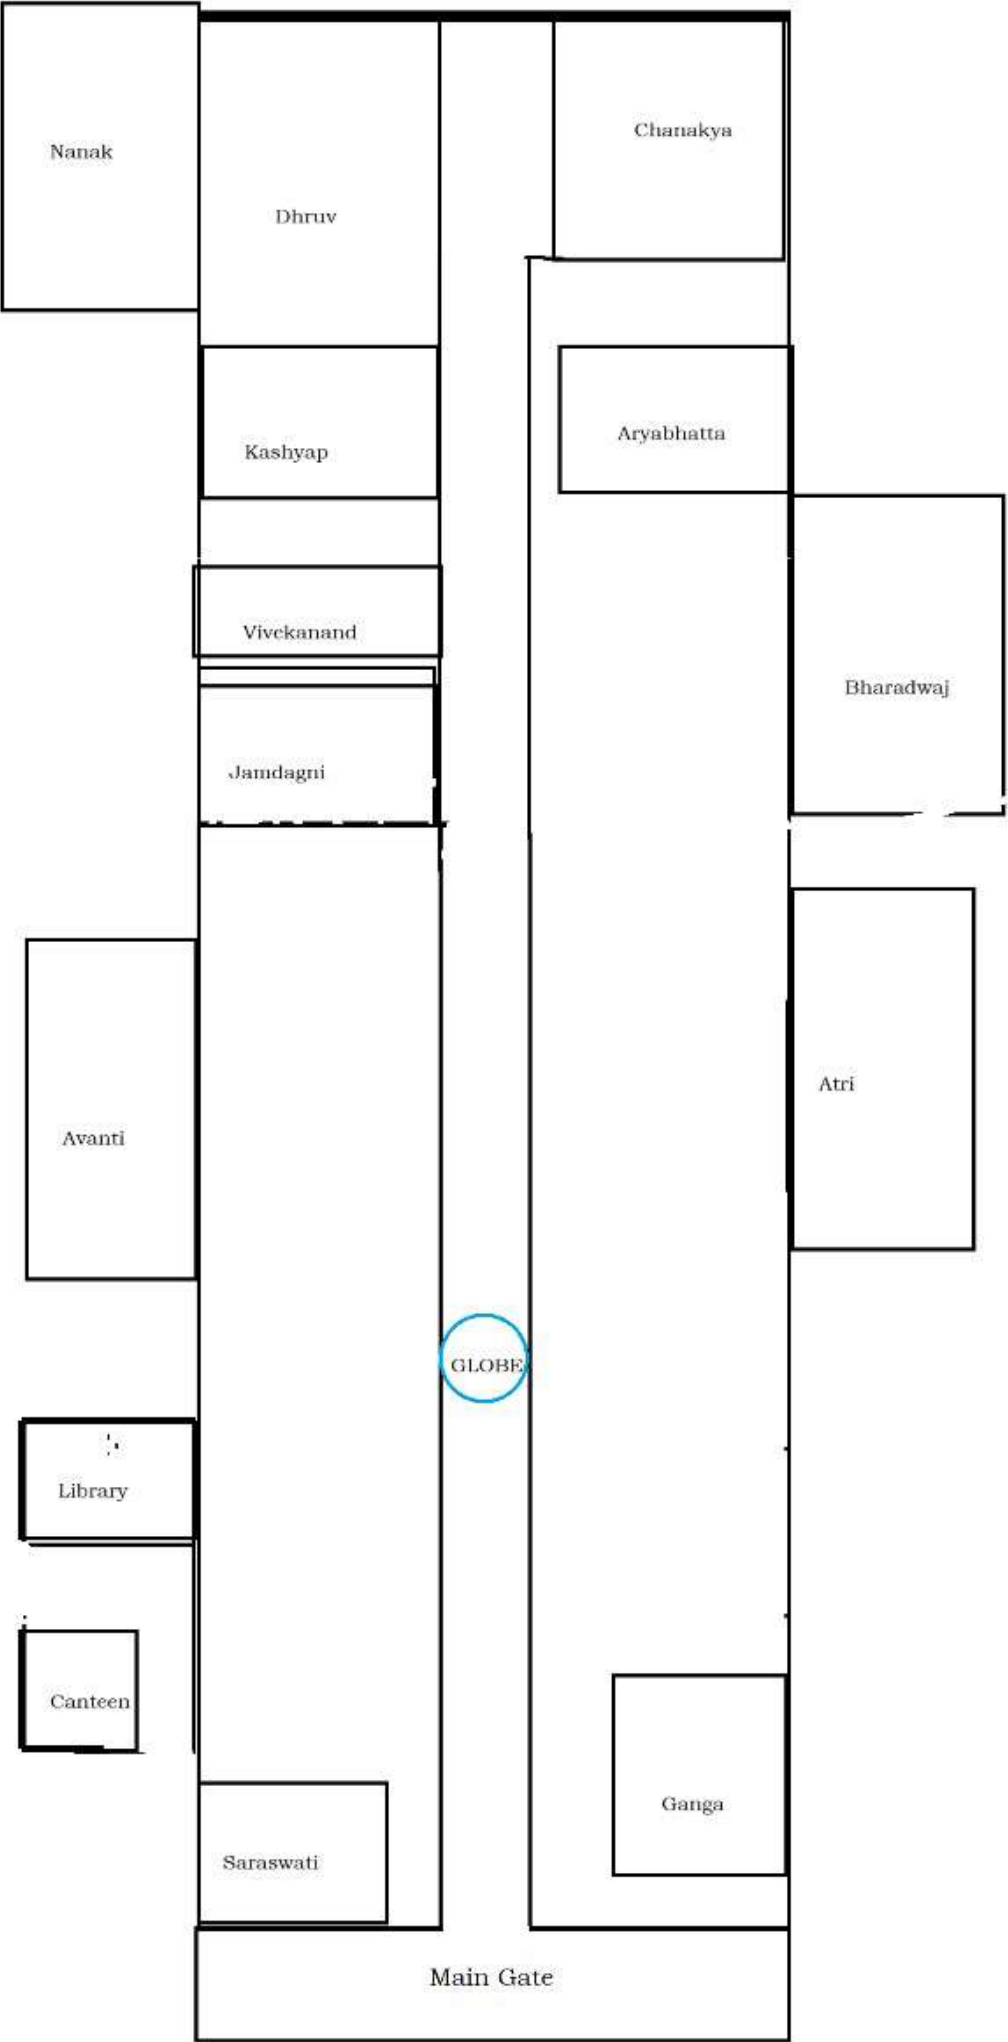 Chanakya
Nanak
Dhruv
Aryabhatta
Kashyap
Vivekanand
Bharadwaj
Jamdagni
Atri
Avanti
GLOBE
Library
Canteen
Ganga
Saraswati
Main Gate